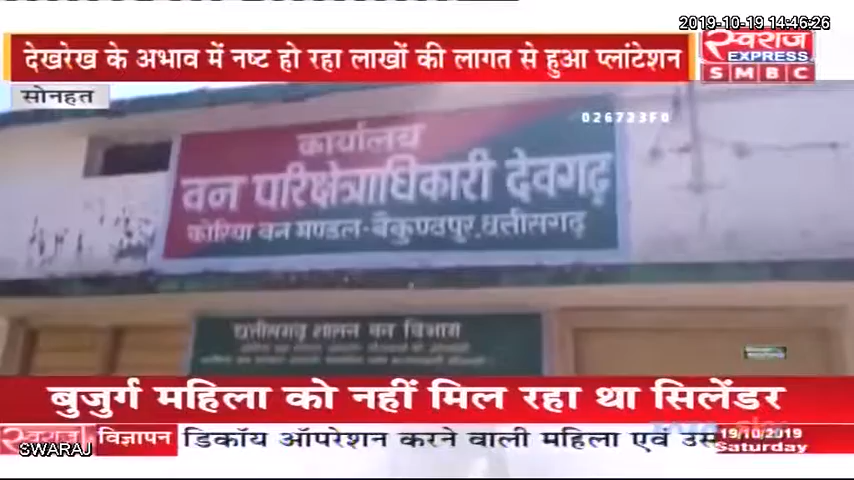 2019-10-19 14:46:26
देखरेख के अभाव में नष्ट हो रहा लाखों की लागत से हुआ प्लांटेशन
स्वराज
EXPRESS
SMBC
सोनहत
026723F0
कार्यालय
वन परिक्षेत्राधिकारी देवगढ़
कोरिया वन मण्डल-बैकुण्ठपुर,छत्तीसगढ़
छत्तीसगढ़ शासन वन विभाग
बुजुर्ग महिला को नहीं मिल रहा था सिलेंडर
स्वराज
विज्ञापन
डिकॉय ऑपरेशन करने वाली महिला एवं उस
19/10/2019
Saturday
SWARAJ